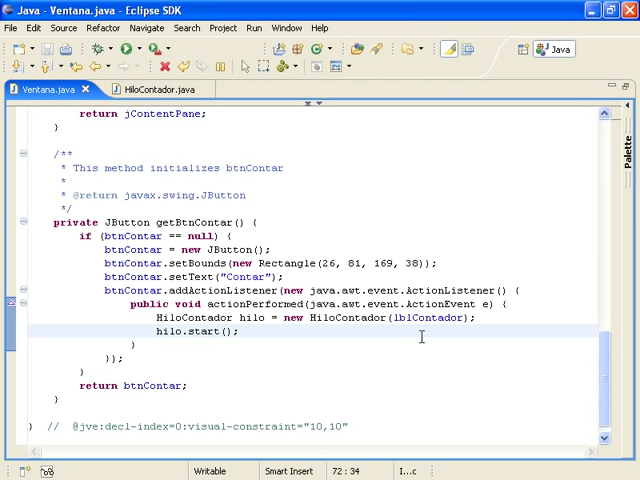 Java - Ventana.java - Eclipse SDK
File Edit Source Refactor Navigate Search Project Run Window Help
Java
Ventana.java HiloContador.java
return jContentPane;
}
/**
* This method initializes btnContar
*
* @return javax.swing.JButton
*/
private JButton getBtnContar() {
if (btnContar == null) {
btnContar = new JButton();
btnContar.setBounds(new Rectangle(26, 81, 169, 38));
btnContar.setText("Contar");
btnContar.addActionListener(new java.awt.event.ActionListener() {
public void actionPerformed(java.awt.event.ActionEvent e) {
HiloContador hilo = new HiloContador(lblContador);
hilo.start();
}
});
}
return btnContar;
}
} // @jve:decl-index=0:visual-constraint="10,10"
Palette
Writable Smart Insert 72 : 34 I...c